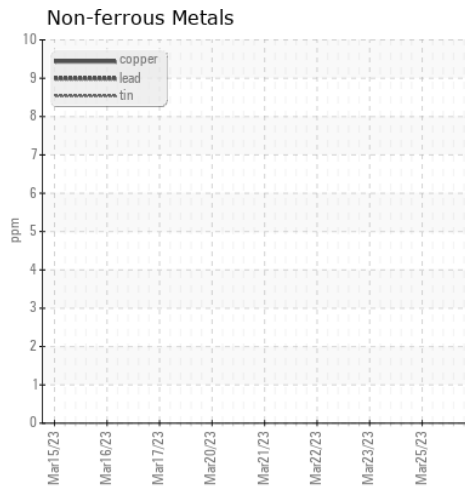 Non-ferrous Metals
10
9
8
7
6
5
4
3
2
1
0
ppm
copper
lead
tin
Mar15/23
Mar16/23
Mar17/23
Mar20/23
Mar21/23
Mar22/23
Mar23/23
Mar25/23